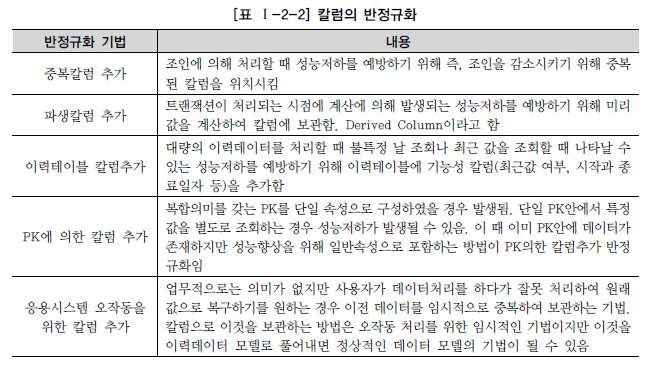 [표 Ⅰ-2-2] 칼럼의 반정규화
반정규화 기법 내용
중복칼럼 추가
조인에 의해 처리할 때 성능저하를 예방하기 위해 즉, 조인을 감소시키기 위해 중복
된 칼럼을 위치시킴
파생칼럼 추가
트랜잭션이 처리되는 시점에 계산에 의해 발생되는 성능저하를 예방하기 위해 미리
값을 계산하여 칼럼에 보관함. Derived Column이라고 함
이력테이블 칼럼추가
대량의 이력데이터를 처리할 때 불특정 날 조회나 최근 값을 조회할 때 나타날 수
있는 성능저하를 예방하기 위해 이력테이블에 기능성 칼럼(최근값 여부, 시작과 종
료일자 등)을 추가함
PK에 의한 칼럼 추가
복합의미를 갖는 PK를 단일 속성으로 구성하였을 경우 발생됨. 단일 PK안에서 특정
값을 별도로 조회하는 경우 성능저하가 발생될 수 있음. 이 때 이미 PK안에 데이터가
존재하지만 성능향상을 위해 일반속성으로 포함하는 방법이 PK의한 칼럼추가 반정
규화임
응용시스템 오작동을
위한 칼럼 추가
업무적으로는 의미가 없지만 사용자가 데이터처리를 하다가 잘못 처리하여 원래
값으로 복구하기를 원하는 경우 이전 데이터를 임시적으로 중복하여 보관하는 기법.
칼럼으로 이것을 보관하는 방법은 오작동 처리를 위한 임시적인 기법이지만 이것을
이력데이터 모델로 풀어내면 정상적인 데이터 모델의 기법이 될 수 있음